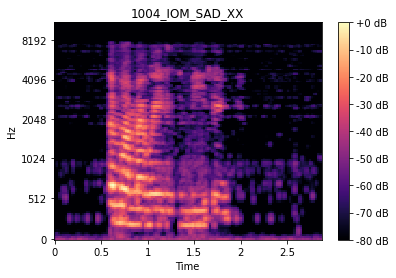 1004_IOM_SAD_XX
8192
4096
2048
1024
512
0
Hz
0
0.5
1
1.5
2
2.5
Time
+0 dB
-10 dB
-20 dB
-30 dB
-40 dB
-50 dB
-60 dB
-70 dB
-80 dB